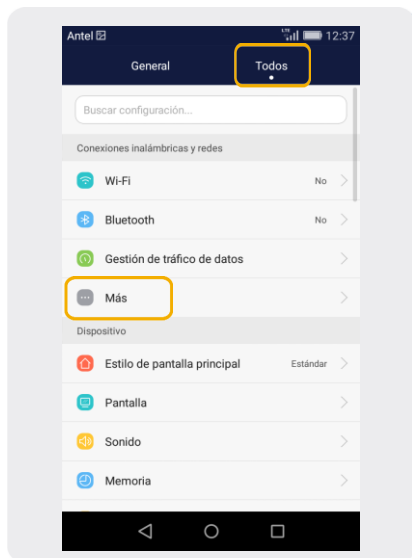 Antel LTE 12:37
General Todos
Buscar configuración...
Conexiones inalámbricas y redes
Wi-Fi No
Bluetooth No
Gestión de tráfico de datos
Más
Dispositivo
Estilo de pantalla principal Estándar
Pantalla
Sonido
Memoria